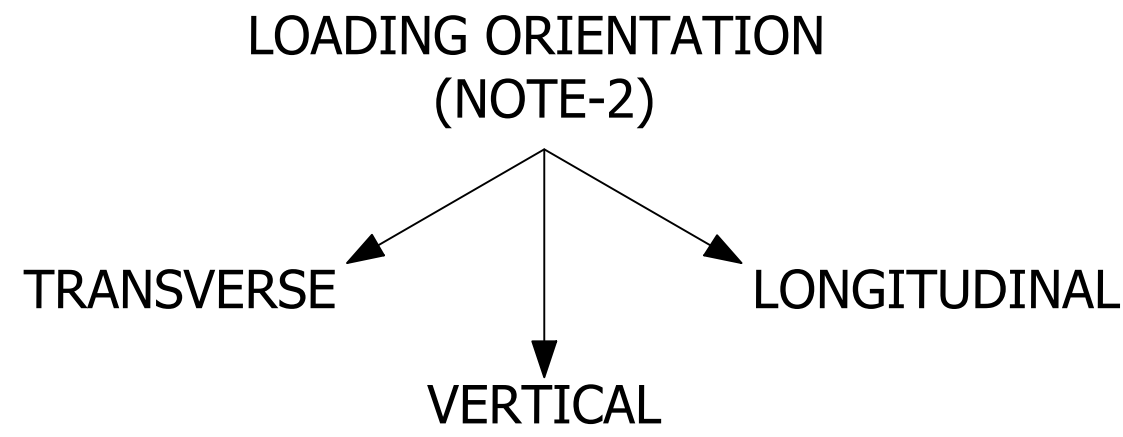 LOADING ORIENTATION
(NOTE-2)
TRANSVERSE
LONGITUDINAL
VERTICAL